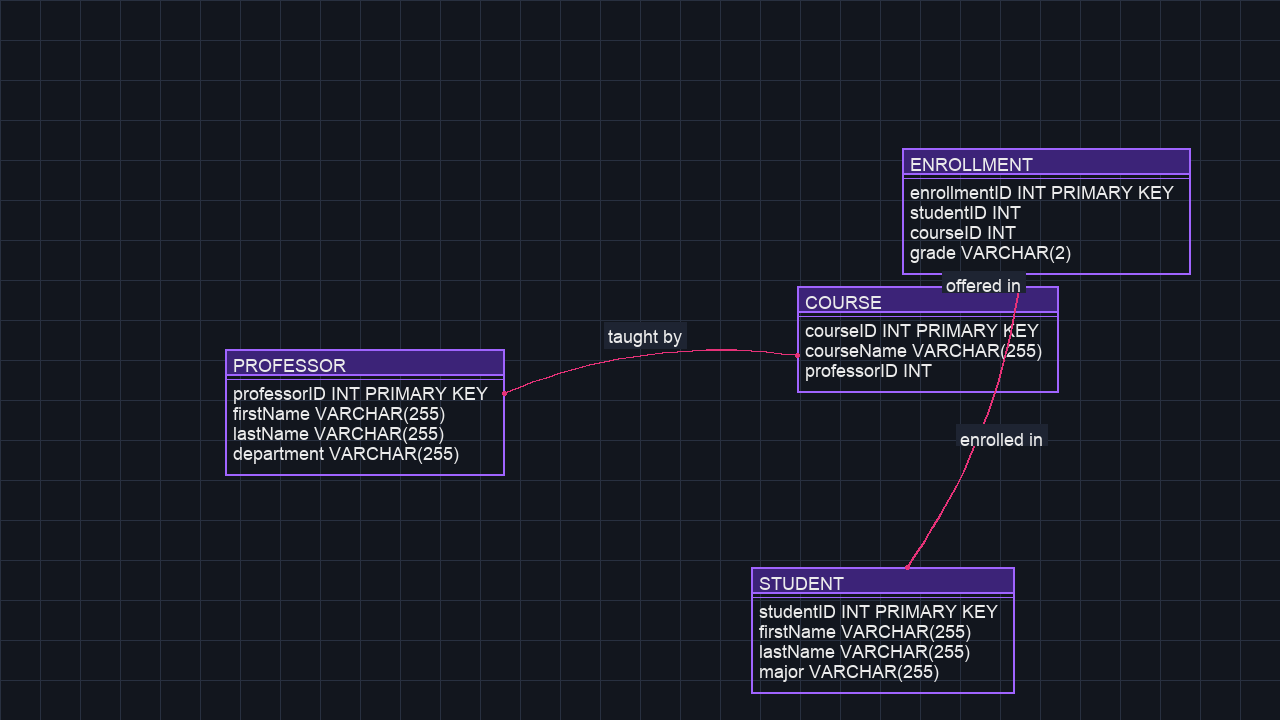 ENROLLMENT
enrollmentID INT PRIMARY KEY
studentID INT
courseID INT
grade VARCHAR(2)
offered in
COURSE
courseID INT PRIMARY KEY
courseName VARCHAR(255)
professorID INT
taught by
PROFESSOR
professorID INT PRIMARY KEY
firstName VARCHAR(255)
lastName VARCHAR(255)
department VARCHAR(255)
enrolled in
STUDENT
studentID INT PRIMARY KEY
firstName VARCHAR(255)
lastName VARCHAR(255)
major VARCHAR(255)